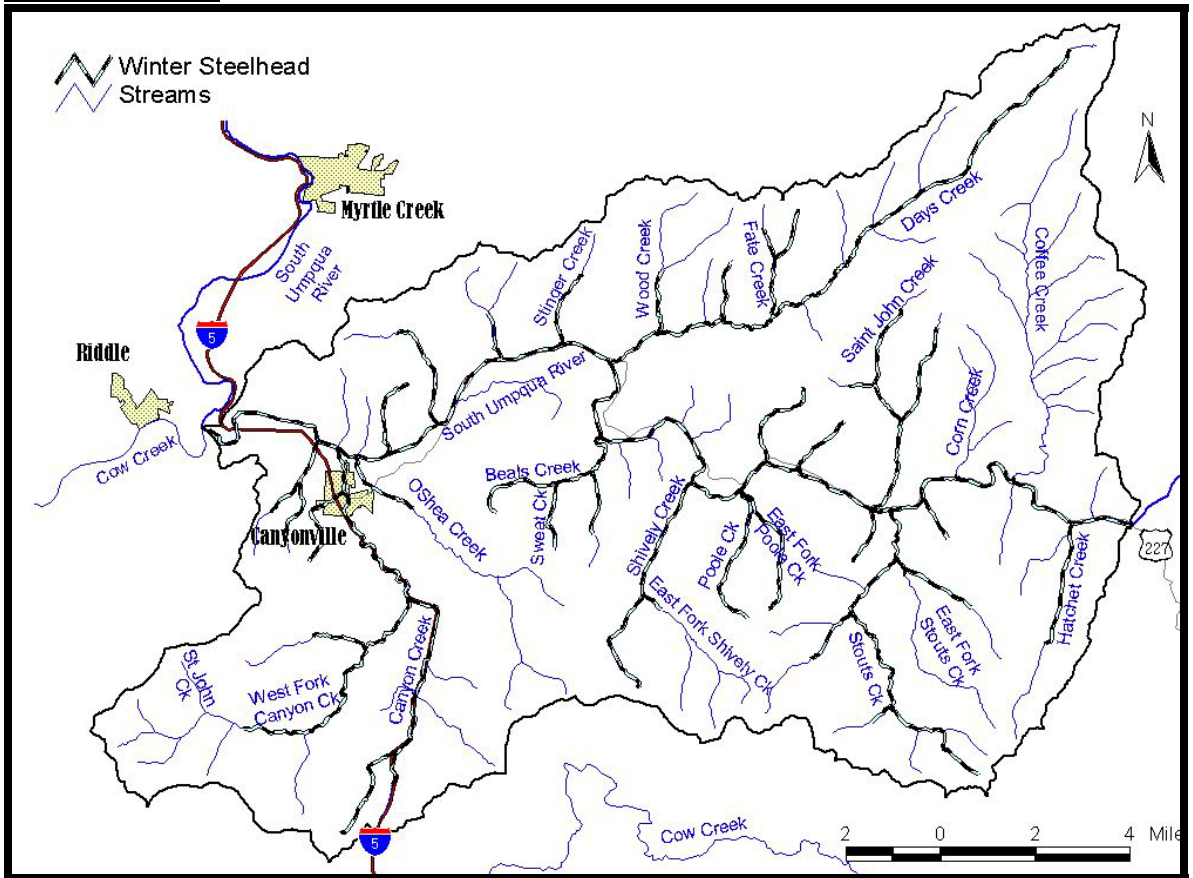 Winter Steelhead
Streams
N
Myrtle Creek
South
Umpqua
River
5
Riddle
Cow Creek
Stinger Creek
Wood Creek
Fate Creek
Days Creek
Coffee Creek
Saint John Creek
South Umpqua River
Corn Creek
Beals Creek
OShea Creek
Sweet Ck
Canyonville
Shively Creek
Poole Ck
East Fork
Poole Ck
227
Hatchet Creek
East Fork Shively Ck
East Fork
Stouts Ck
Stouts Ck
St John
Ck
West Fork
Canyon Ck
Canyon Creek
5
Cow Creek
2 0 2 4 Mile